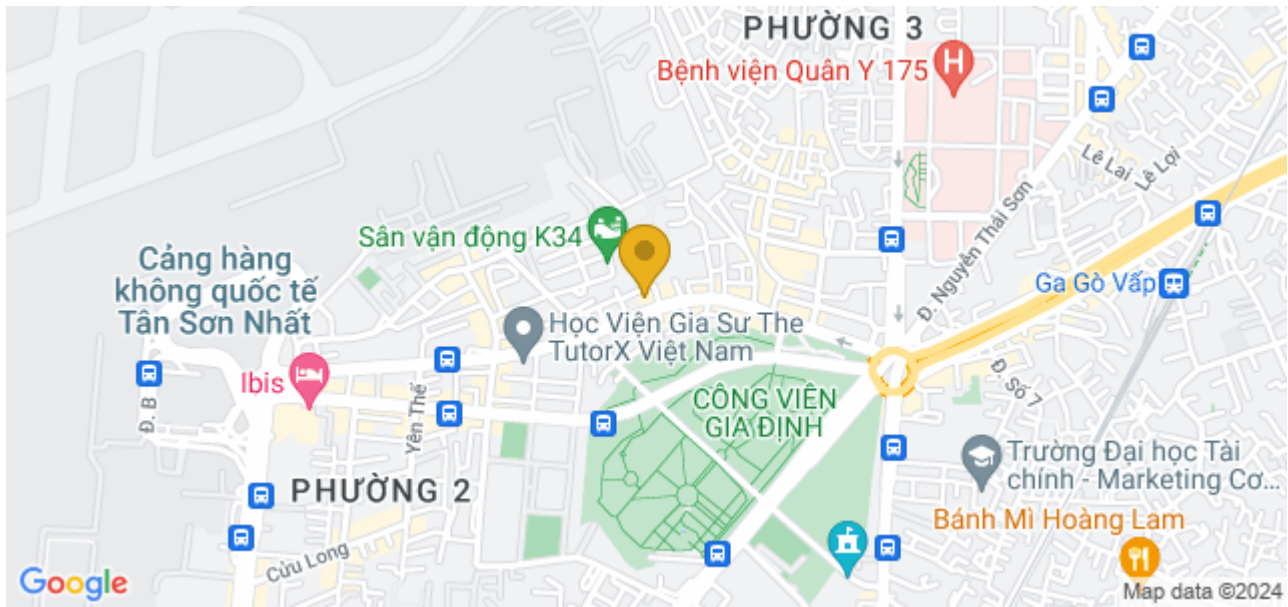 PHƯỜNG 3
Bệnh viện Quân Y 175
H
Lê Lai
Lê Lợi
Đ. Nguyễn Thái Sơn
Sân vận động K34
Cảng hàng
không quốc tế
Tân Sơn Nhất
Ga Gò Vấp
Học Viện Gia Sư The
TutorX Việt Nam
Ibis
Đ. B
Yên Thế
Đ. Số 7
CÔNG VIÊN
GIA ĐỊNH
Trường Đại học Tài
chính - Marketing Cơ...
PHƯỜNG 2
Bánh Mì Hoàng Lam
Cửu Long
Google
Map data ©2024